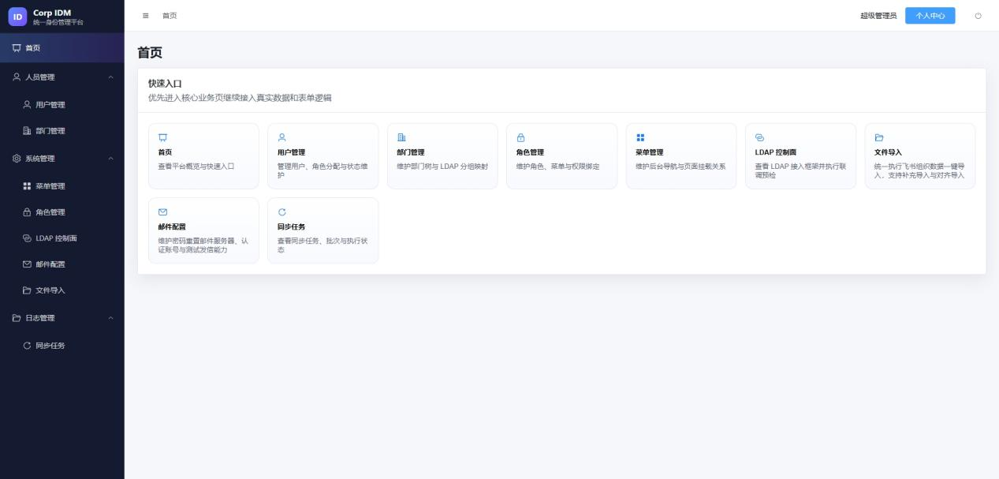 ID
Corp IDM
统一身份管理平台
首页
人员管理
用户管理
部门管理
系统管理
菜单管理
角色管理
LDAP 控制面
邮件配置
文件导入
日志管理
同步任务
首页
超级管理员
个人中心
首页
快速入口
优先进入核心业务页继续接入真实数据和表单逻辑
首页
查看平台概览与快速入口
用户管理
管理用户、角色分配与状态维
护
部门管理
维护部门树与 LDAP 分组映射
角色管理
维护角色、菜单与权限绑定
菜单管理
维护后台导航与页面挂载关系
LDAP 控制面
查看 LDAP 接入框架并执行联
调预检
文件导入
统一执行飞书组织数据一键导
入，支持补充导入与对齐导入
邮件配置
维护密码重置邮件服务器、认
证账号与测试发信能力
同步任务
查看同步任务、批次与执行状
态